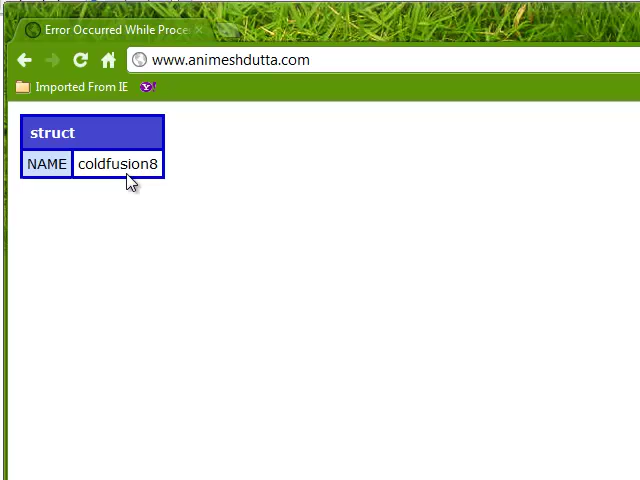 Error Occurred While Proce
www.animeshdutta.com
Imported From IE
struct
NAME coldfusion8